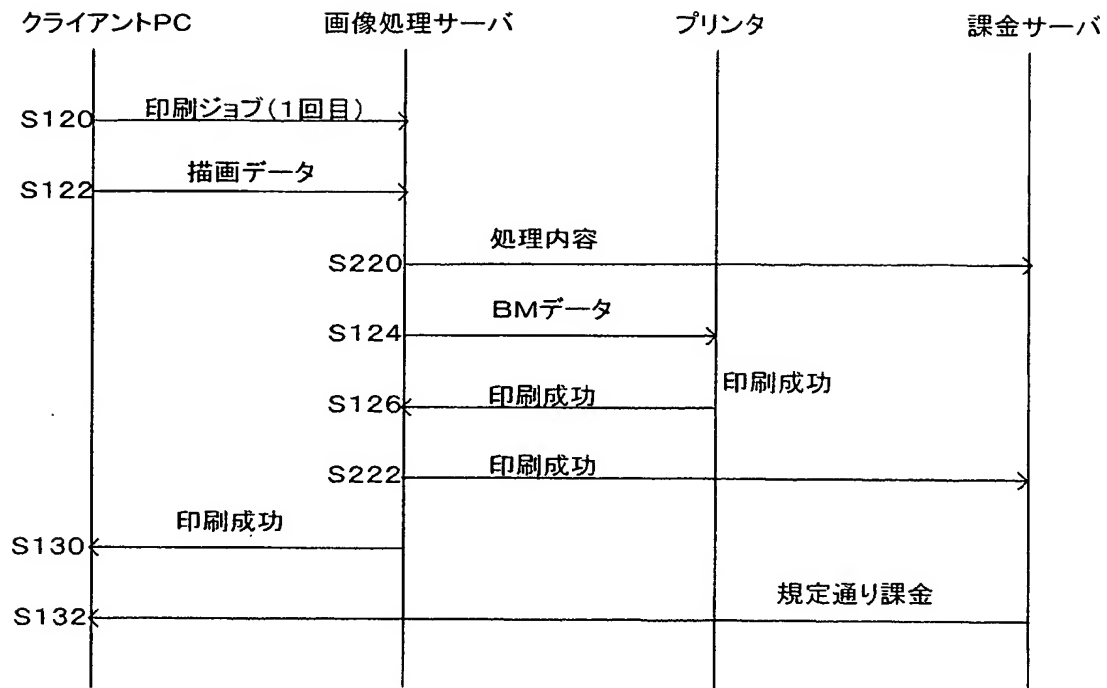 クライアントPC 画像処理サーバ プリンタ 課金サーバ
S120 印刷ジョブ(1回目)
S122 描画データ
S220 処理内容
S124 BMデータ
印刷成功
S126 印刷成功
S222 印刷成功
S130 印刷成功
S132 規定通り課金